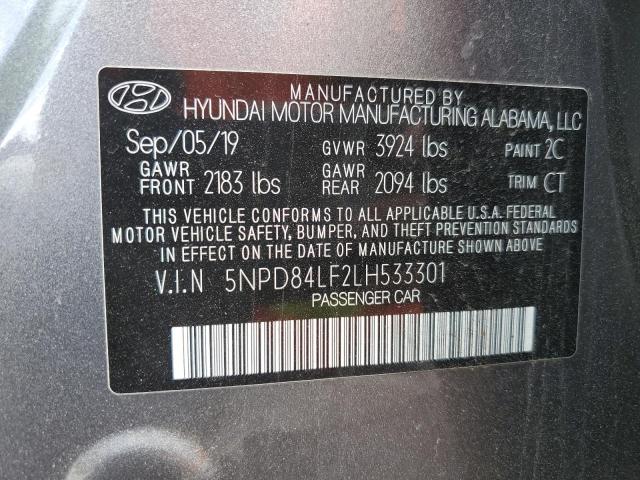 MANUFACTURED BY
HYUNDAI MOTOR MANUFACTURING ALABAMA, LLC
Sep/05/19 GVWR 3924 lbs PAINT 2C
GAWR FRONT 2183 lbs GAWR REAR 2094 lbs TRIM CT
THIS VEHICLE CONFORMS TO ALL APPLICABLE U.S.A. FEDERAL
MOTOR VEHICLE SAFETY, BUMPER, AND THEFT PREVENTION STANDARDS
IN EFFECT ON THE DATE OF MANUFACTURE SHOWN ABOVE.
V.I.N 5NPD84LF2LH533301
PASSENGER CAR